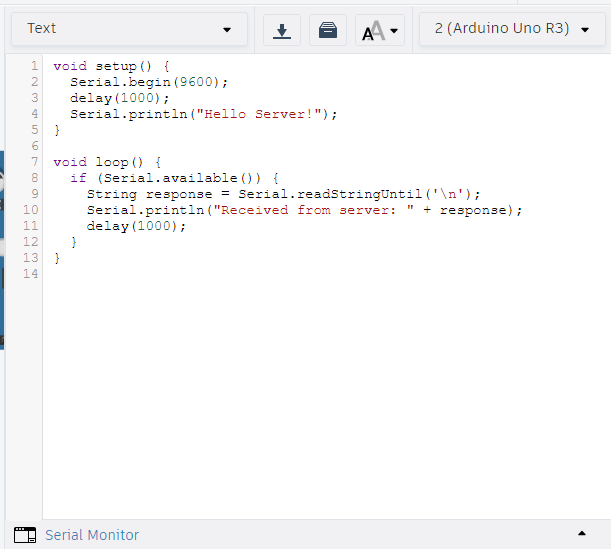 Text
2 (Arduino Uno R3)
1 void setup() {
2   Serial.begin(9600);
3   delay(1000);
4   Serial.println("Hello Server!");
5 }
6
7 void loop() {
8   if (Serial.available()) {
9     String response = Serial.readStringUntil('\n');
10     Serial.println("Received from server: " + response);
11     delay(1000);
12   }
13 }
14
Serial Monitor